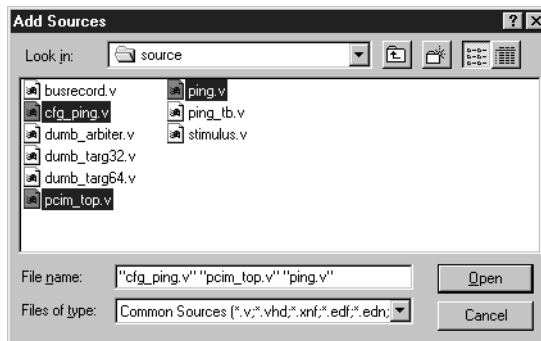 Add Sources
Look in: source
busrecord.v
cfg_ping.v
dumb_arbiter.v
dumb_targ32.v
dumb_targ64.v
pcim_top.v
ping.v
ping_tb.v
stimulus.v
File name: "cfg_ping.v" "pcim_top.v" "ping.v"
Open
Files of type: Common Sources (*.v;*.vhd;*.xnf;*.edf;*.edn;
Cancel